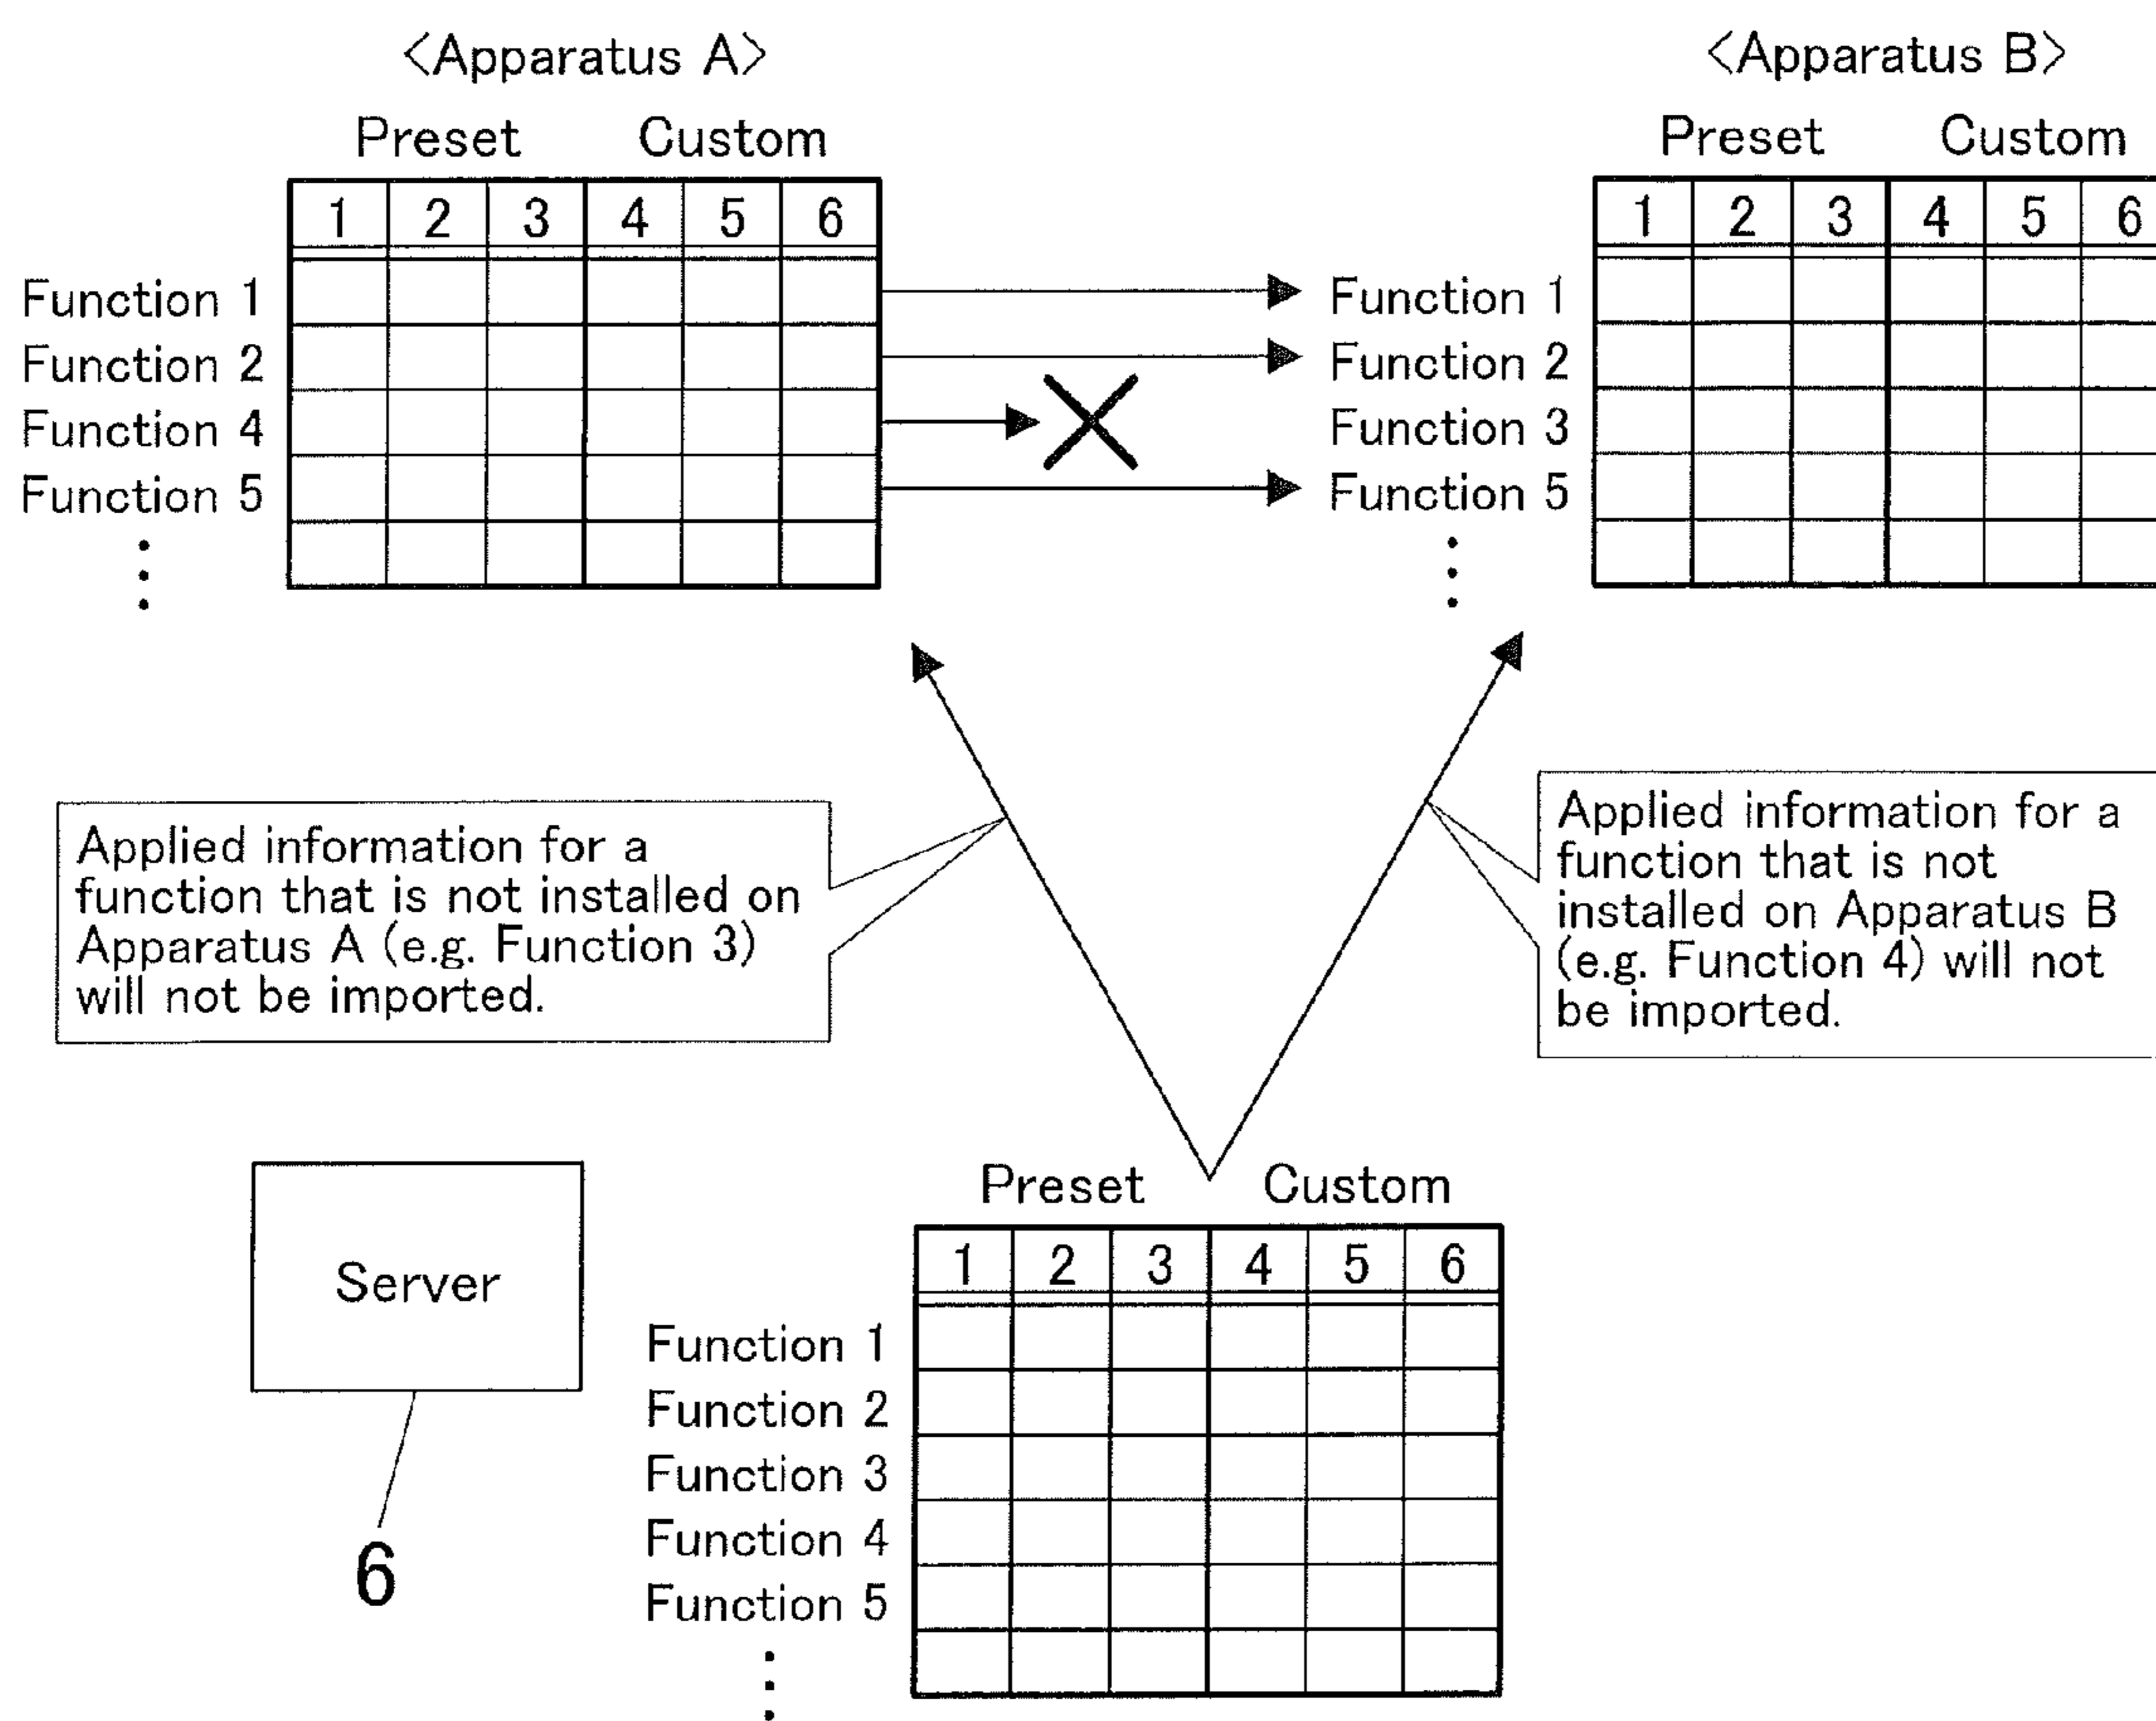 <Apparatus A>
Preset Custom
1 2 3 4 5 6
Function 1
Function 2
Function 4
Function 5
<Apparatus B>
Preset Custom
1 2 3 4 5 6
Function 1
Function 2
Function 3
Function 5
Applied information for a
function that is not installed on
Apparatus A (e.g. Function 3)
will not be imported.
Applied information for a
function that is not
installed on Apparatus B
(e.g. Function 4) will not
be imported.
Server
6
Preset Custom
1 2 3 4 5 6
Function 1
Function 2
Function 3
Function 4
Function 5